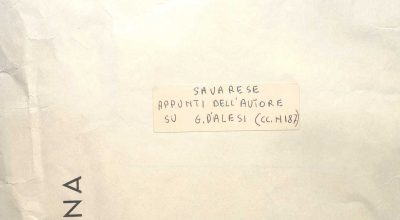 SAVARESE
APPUNTI DELL'AUTORE
SU G. D'ALESI (CC. N 187)
NA